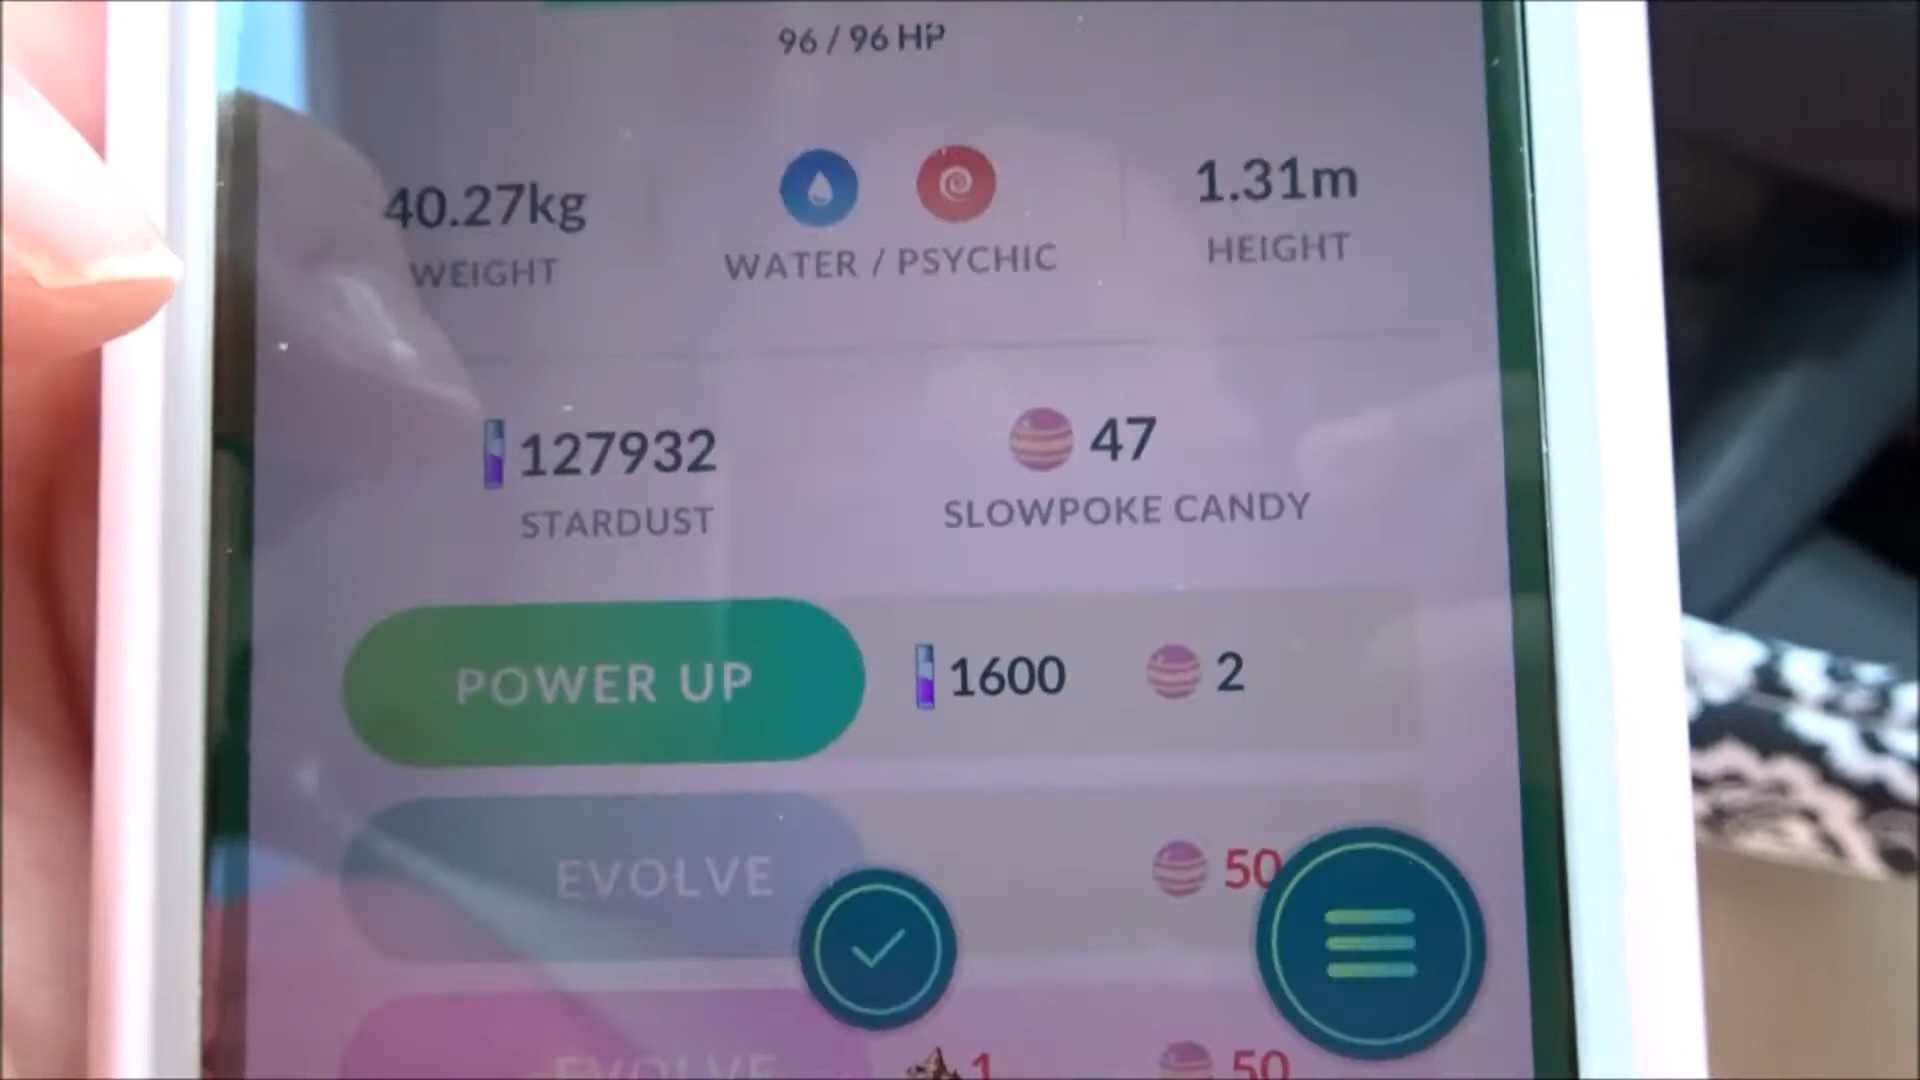 96 / 96 HP
40.27kg
WEIGHT
WATER / PSYCHIC
1.31m
HEIGHT
127932
STARDUST
47
SLOWPOKE CANDY
POWER UP
1600
2
EVOLVE
50
EVOLVE
1
50